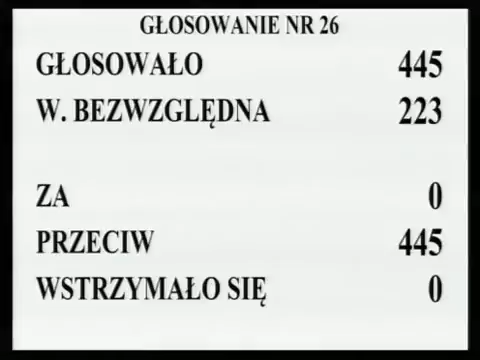 GŁOSOWANIE NR 26
GŁOSOWAŁO 445
W. BEZWZGLĘDNA 223
ZA 0
PRZECIW 445
WSTRZYMAŁO SIĘ 0